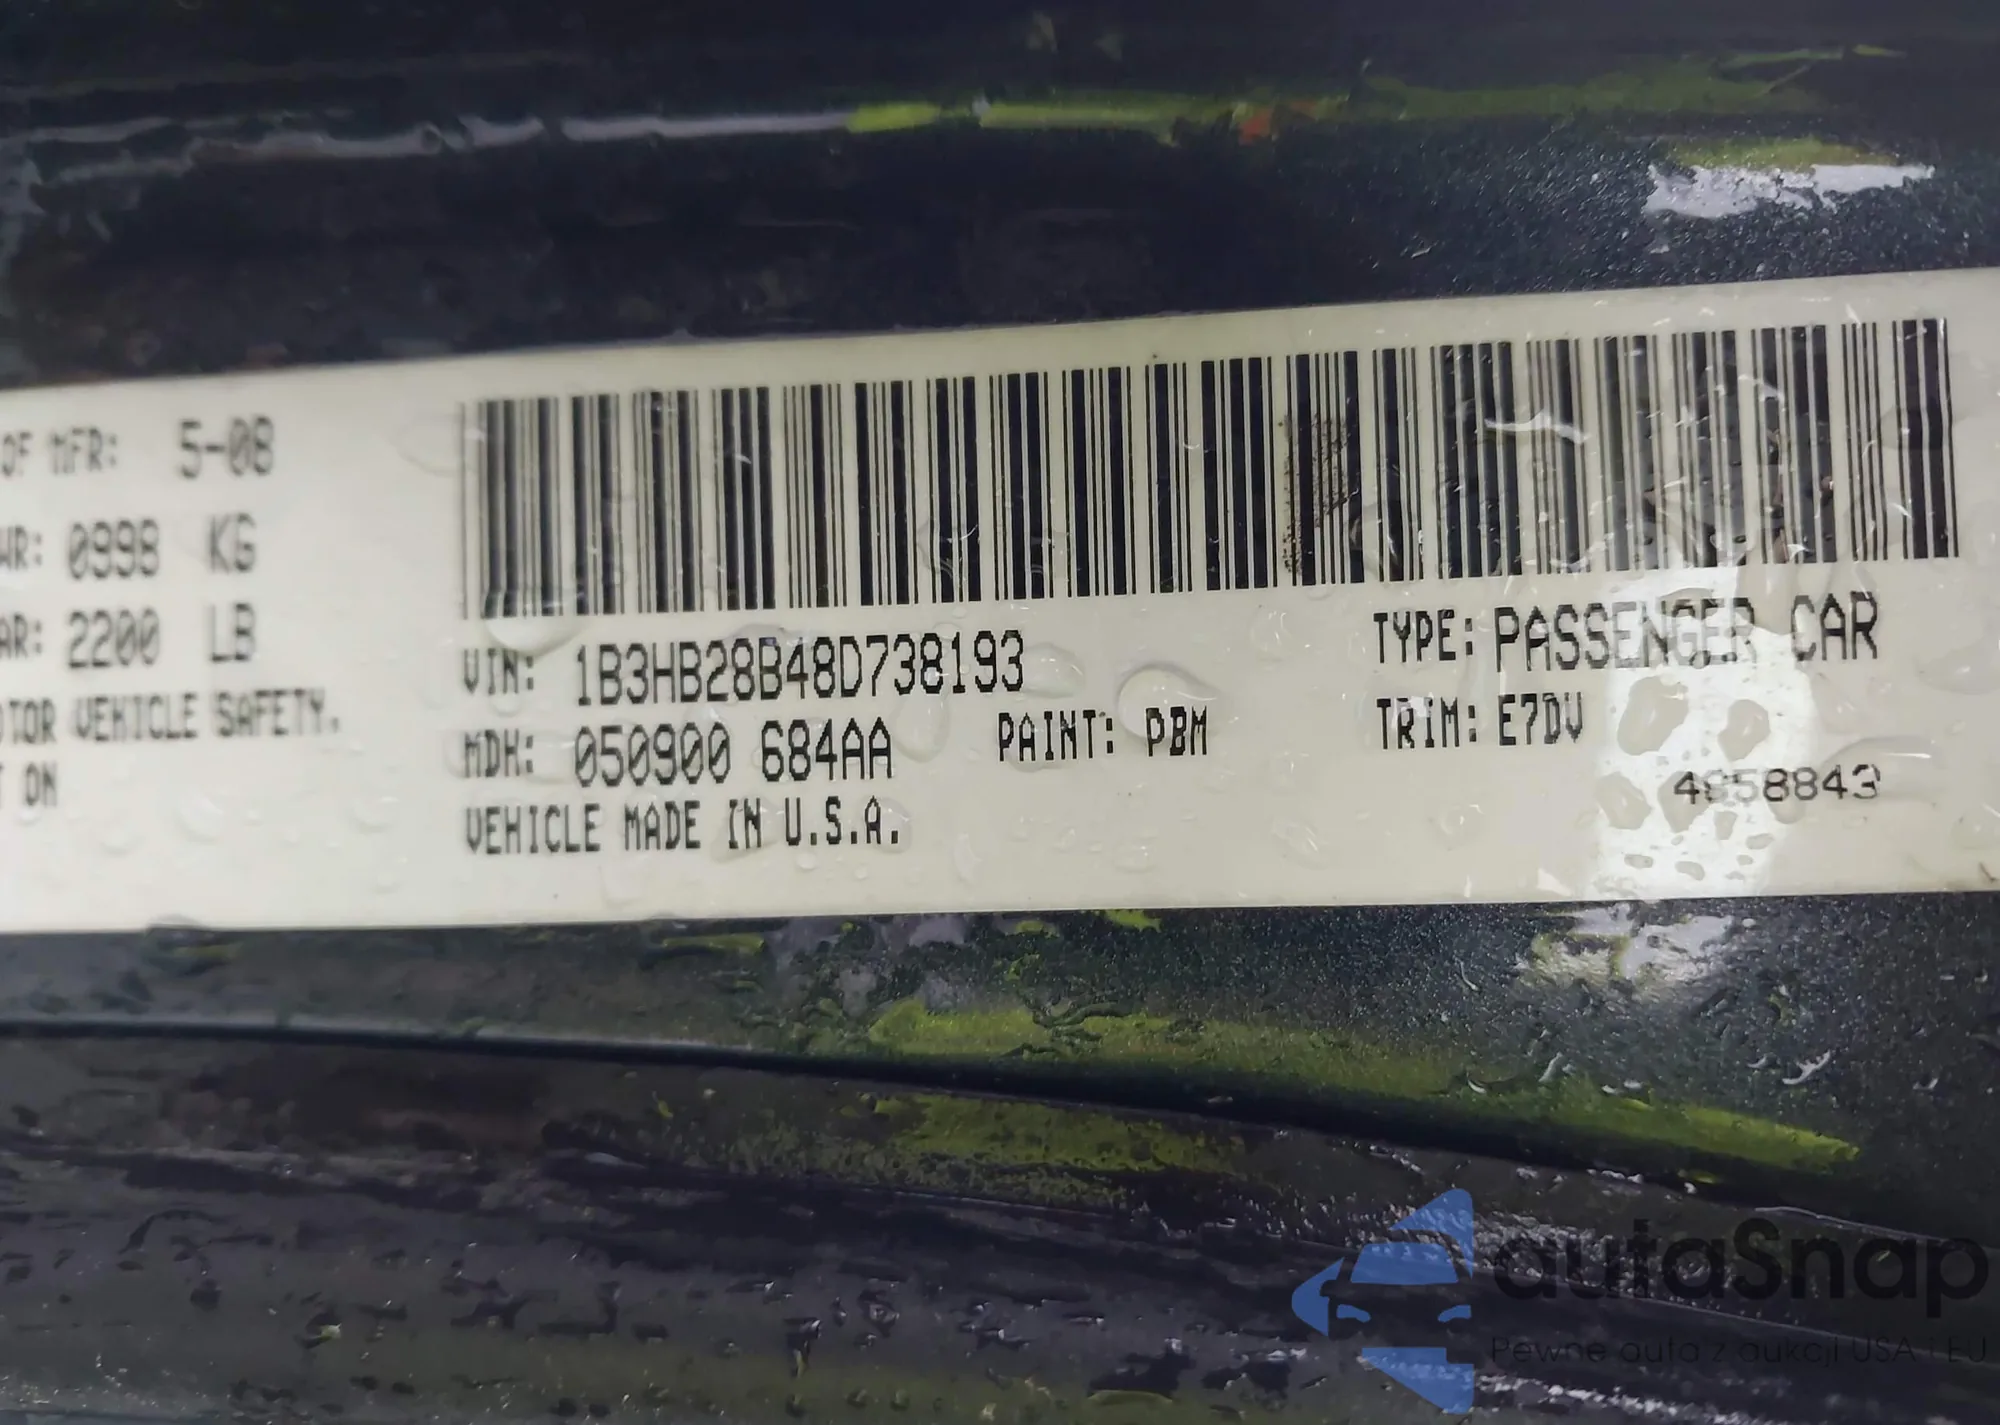 OF MFR: 5-08
WR: 0998 KG
AR: 2200 LB
OTOR VEHICLE SAFETY.
T ON
VIN: 1B3HB28B48D738193
TYPE: PASSENGER CAR
MDH: 050900 684AA
PAINT: PBM
TRIM: E7DV
VEHICLE MADE IN U.S.A.
4858843
autaSnap
Pewne auta z aukcji USA i EU